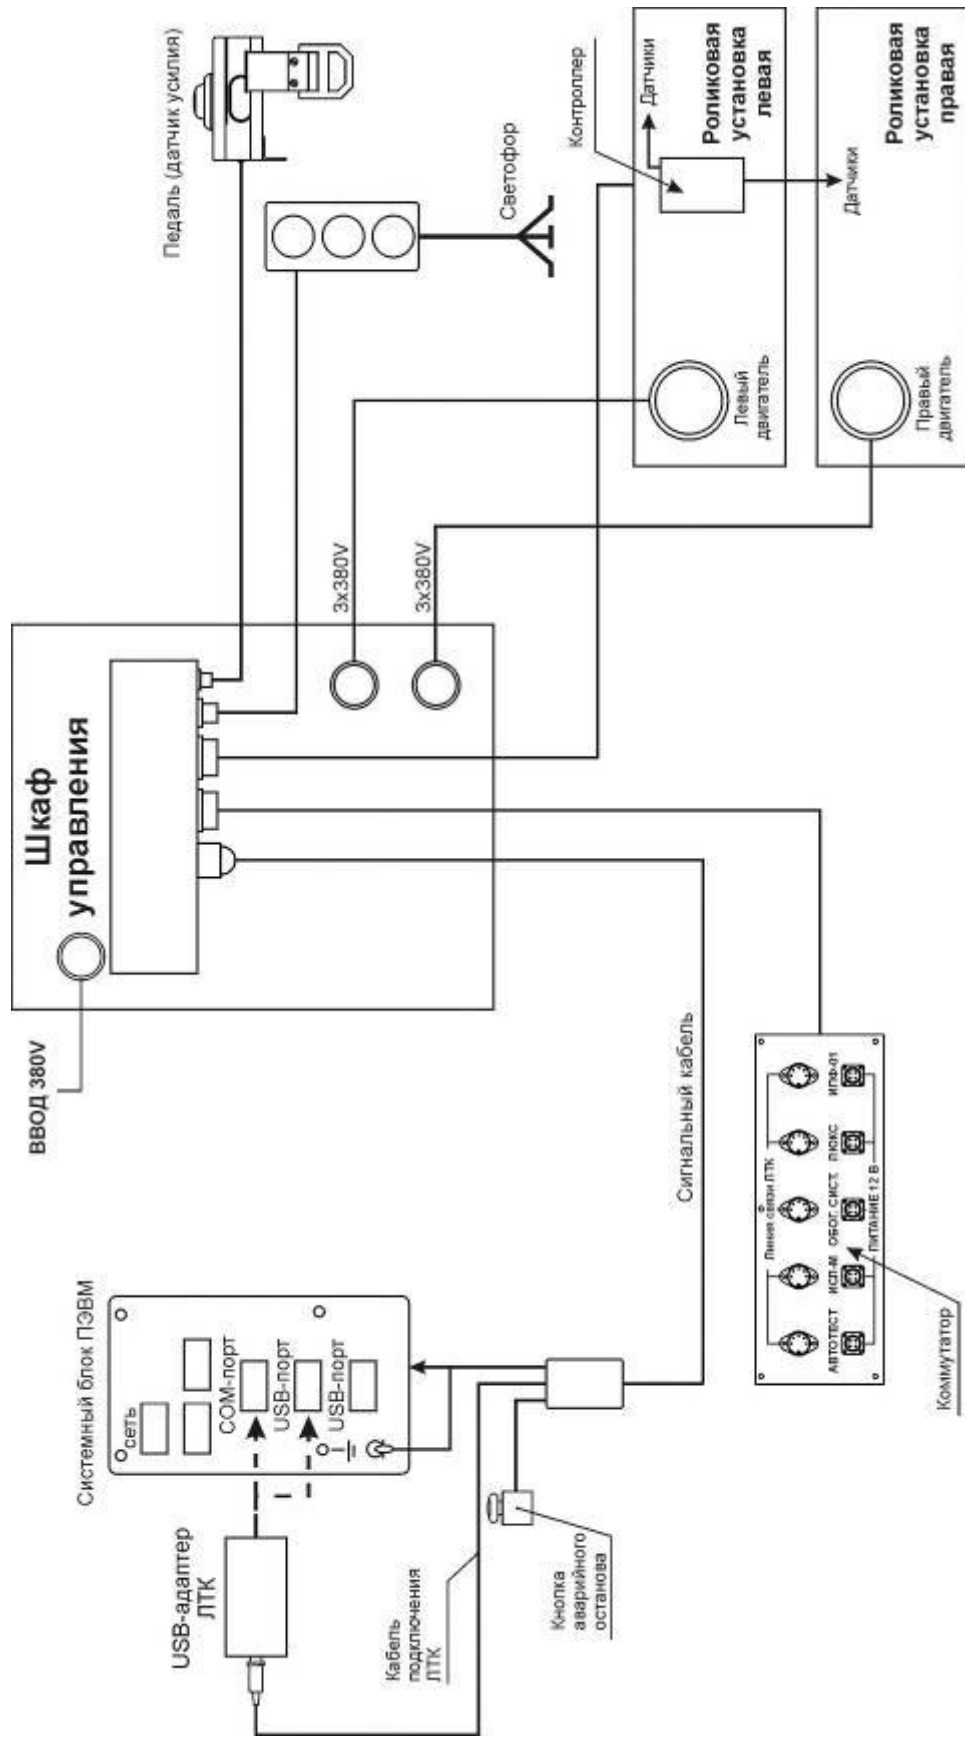 Системный блок ПЭВМ
сеть
COM-порт
USB-порт
USB-порт
USB-адаптер
ЛТК
Кабель
подключения
ЛТК
Кнопка
аварийного
останова
ВВОД 380V
Шкаф
управления
Сигнальный кабель
Линия связи ЛТК
АВТОТЕСТ
ИСП-М
ОБОГ. СИСТ.
ПЮКС
ИПФ-01
ПИТАНИЕ 12 В
Коммутатор
3x380V
3x380V
Педаль (датчик усилия)
Светофор
Контроллер
Датчики
Роликовая
установка
левая
Левый
двигатель
Датчики
Роликовая
установка
правая
Правый
двигатель